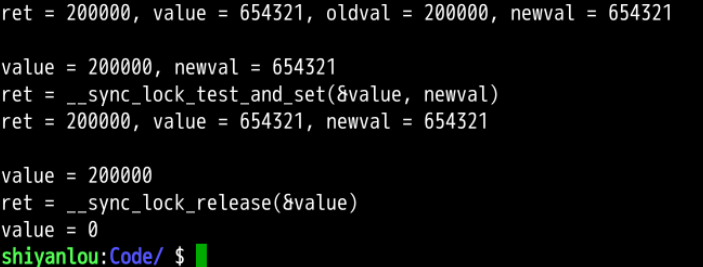 ret = 200000, value = 654321, oldval = 200000, newval = 654321
value = 200000, newval = 654321
ret = __sync_lock_test_and_set(&value, newval)
ret = 200000, value = 654321, newval = 654321
value = 200000
ret = __sync_lock_release(&value)
value = 0
shiyanlou:Code/ $